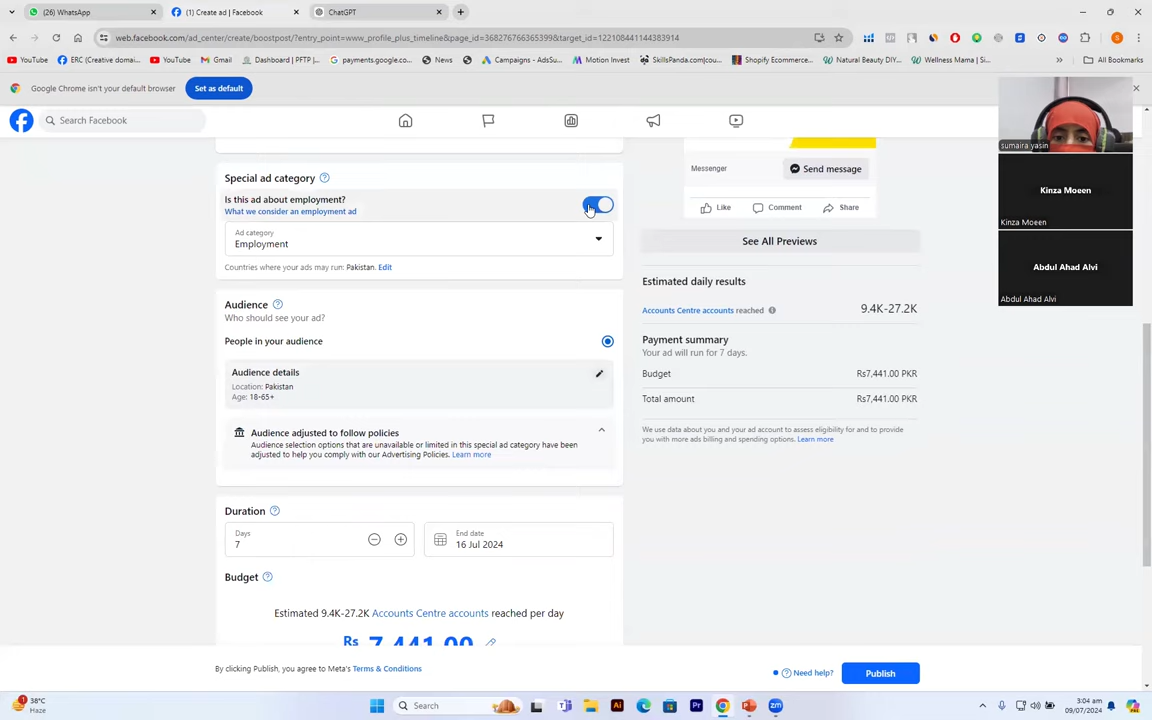 (26) WhatsApp
(1) Create ad | Facebook
ChatGPT
web.facebook.com/ad_center/create/boostpost/?entry_point=www_profile_plus_timeline&page_id=368276766365399&target_id=122108441144383914
YouTube
ERC (Creative domai...
YouTube
Gmail
Dashboard | PFTP |...
payments.google.co...
News
Campaigns - AdsSu...
Motion Invest
SkillsPanda.com|cou...
Shopify Ecommerce...
Natural Beauty DIY...
Wellness Mama | Si...
All Bookmarks
Google Chrome isn't your default browser
Set as default
Search Facebook
sumaira yasin
Kinza Moeen
Kinza Moeen
Abdul Ahad Alvi
Abdul Ahad Alvi
Special ad category
Is this ad about employment?
What we consider an employment ad
Ad category
Employment
Countries where your ads may run: Pakistan. Edit
Audience
Who should see your ad?
People in your audience
Audience details
Location: Pakistan
Age: 18-65+
Audience adjusted to follow policies
Audience selection options that are unavailable or limited in this special ad category have been
adjusted to help you comply with our Advertising Policies. Learn more
Duration
Days
7
End date
16 Jul 2024
Budget
Estimated 9.4K-27.2K Accounts Centre accounts reached per day
Rs 7,441.00
Messenger
Send message
Like
Comment
Share
See All Previews
Estimated daily results
Accounts Centre accounts reached
9.4K-27.2K
Payment summary
Your ad will run for 7 days.
Budget
Rs7,441.00 PKR
Total amount
Rs7,441.00 PKR
We use data about you and your ad account to assess eligibility for and to provide
you with more ads billing and spending options. Learn more
By clicking Publish, you agree to Meta's Terms & Conditions
Need help?
Publish
38°C
Haze
Search
3:04 am
09/07/2024